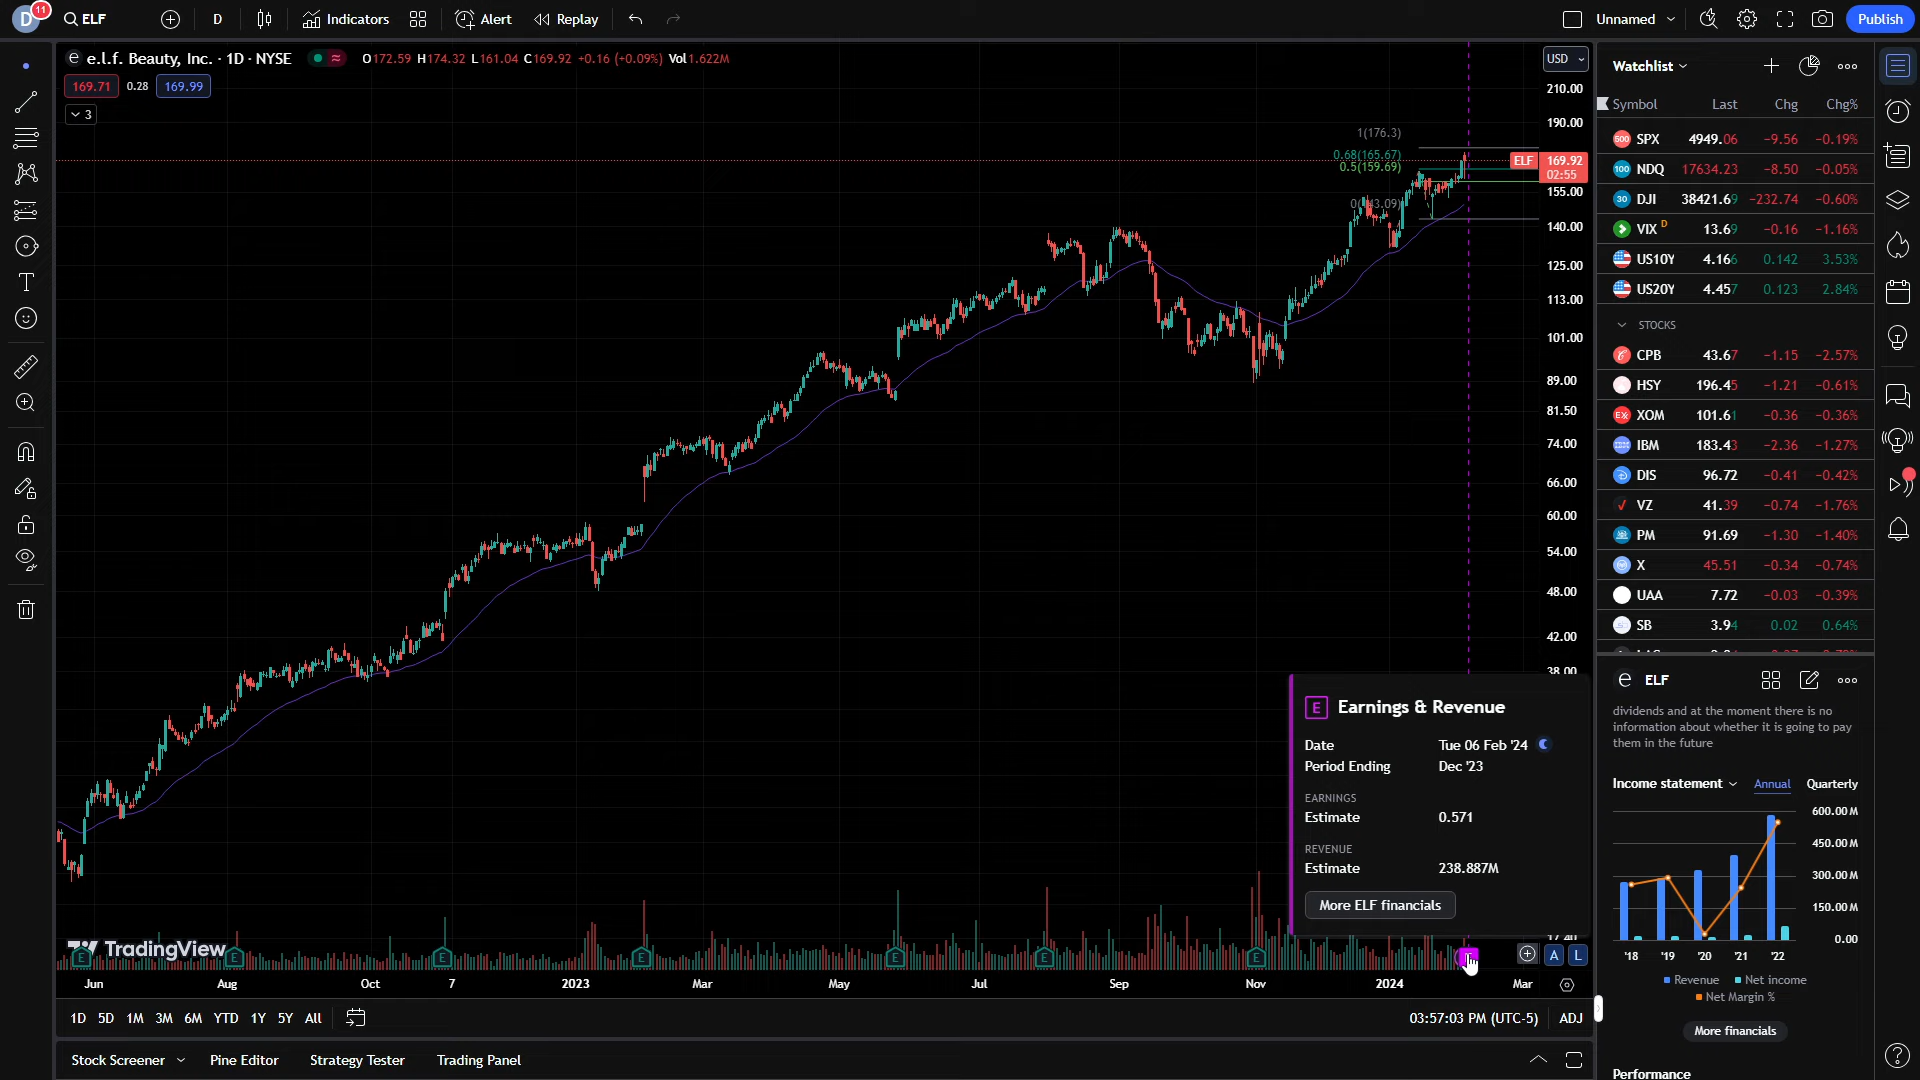 D 11 ELF D Indicators Alert Replay Unnamed Publish
e.l.f. Beauty, Inc. · 1D · NYSE O172.59 H174.32 L161.04 C169.92 +0.16 (+0.09%) Vol1.622M
169.71 0.28 169.99
3
USD
210.00
190.00
1(176.3)
0.68(165.67)
0.5(159.69)
ELF 169.92
02:55
155.00
140.00
125.00
113.00
101.00
89.00
81.50
74.00
66.00
60.00
54.00
48.00
42.00
38.00
E Earnings & Revenue
Date Tue 06 Feb '24
Period Ending Dec '23
EARNINGS
Estimate 0.571
REVENUE
Estimate 238.887M
More ELF financials
TradingView
E E E E E E E
A L
Jun Aug Oct 7 2023 Mar May Jul Sep Nov 2024 Mar
1D 5D 1M 3M 6M YTD 1Y 5Y All 03:57:03 PM (UTC-5) ADJ
Stock Screener Pine Editor Strategy Tester Trading Panel
Watchlist
Symbol Last Chg Chg%
500 SPX 4949.06 −9.56 −0.19%
100 NDQ 17634.23 −8.50 −0.05%
30 DJI 38421.69 −232.74 −0.60%
VIX D 13.69 −0.16 −1.16%
US10Y 4.166 0.142 3.53%
US20Y 4.457 0.123 2.84%
STOCKS
CPB 43.67 −1.15 −2.57%
HSY 196.45 −1.21 −0.61%
XOM 101.61 −0.36 −0.36%
IBM 183.43 −2.36 −1.27%
DIS 96.72 −0.41 −0.42%
VZ 41.39 −0.74 −1.76%
PM 91.69 −1.30 −1.40%
X 45.51 −0.34 −0.74%
UAA 7.72 −0.03 −0.39%
SB 3.94 0.02 0.64%
e ELF
dividends and at the moment there is no
information about whether it is going to pay
them in the future
Income statement Annual Quarterly
600.00M
450.00M
300.00M
150.00M
0.00
'18 '19 '20 '21 '22
Revenue Net income
Net Margin %
More financials
Performance